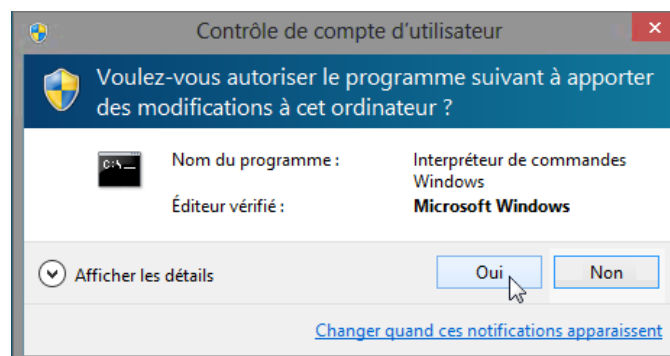 Contrôle de compte d'utilisateur
Voulez-vous autoriser le programme suivant à apporter
des modifications à cet ordinateur ?
C:\
Nom du programme : Interpréteur de commandes
Windows
Éditeur vérifié : Microsoft Windows
Afficher les détails Oui Non
Changer quand ces notifications apparaissent